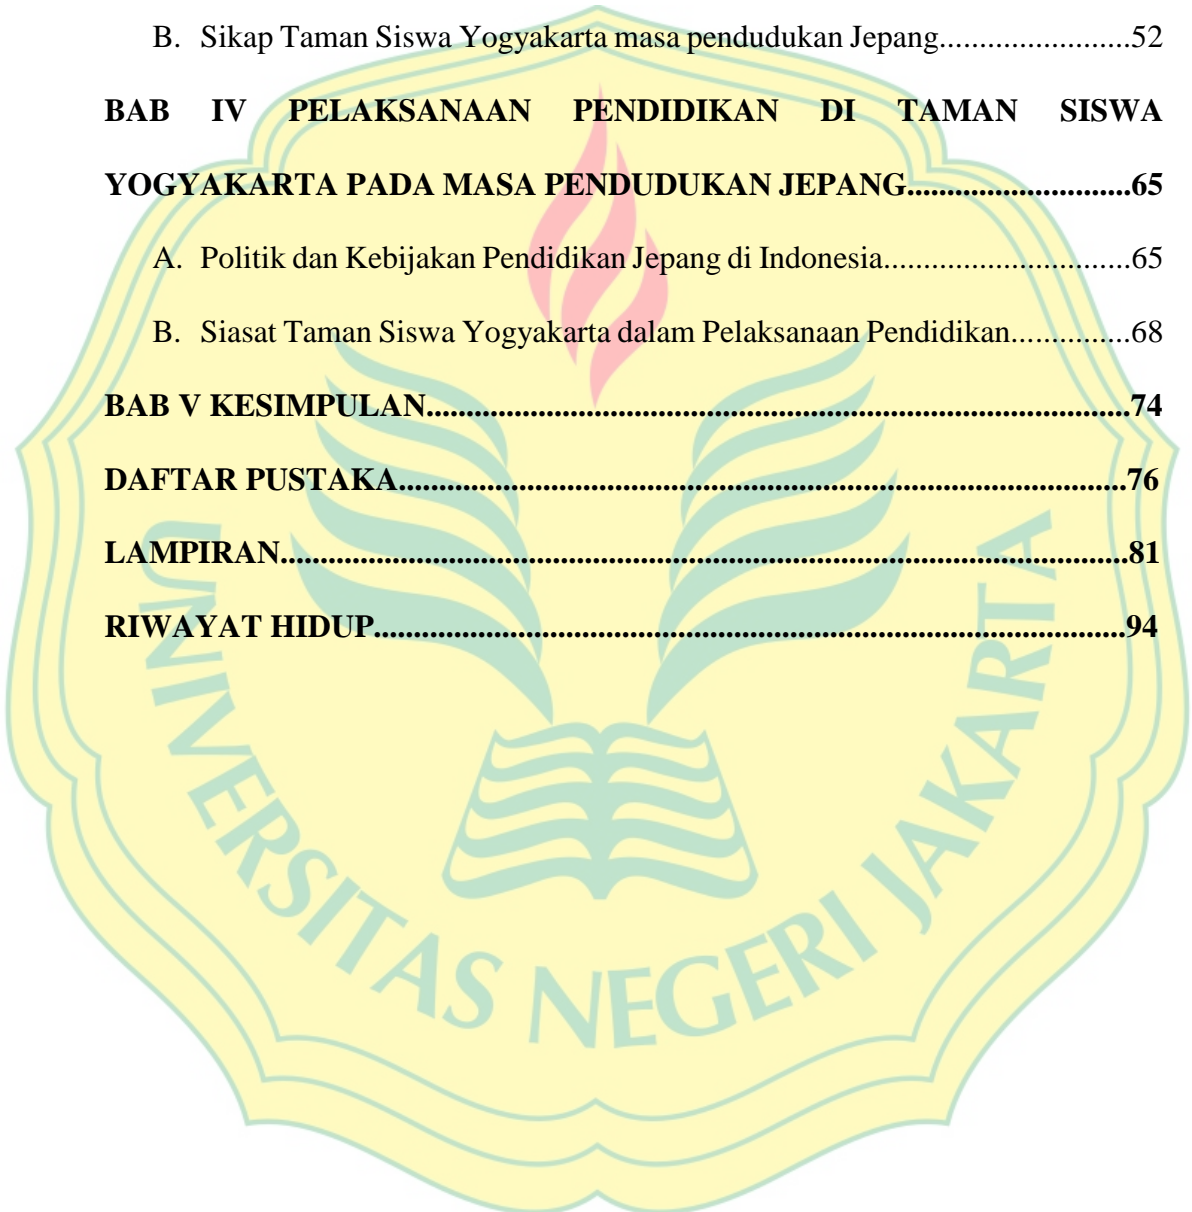 B. Sikap Taman Siswa Yogyakarta masa pendudukan Jepang.......................52
BAB IV PELAKSANAAN PENDIDIKAN DI TAMAN SISWA
YOGYAKARTA PADA MASA PENDUDUKAN JEPANG............................65
A. Politik dan Kebijakan Pendidikan Jepang di Indonesia..............................65
B. Siasat Taman Siswa Yogyakarta dalam Pelaksanaan Pendidikan...............68
BAB V KESIMPULAN.........................................................................................74
DAFTAR PUSTAKA............................................................................................76
LAMPIRAN...........................................................................................................81
RIWAYAT HIDUP...............................................................................................94
UNIVERSITAS NEGERI JAKARTA